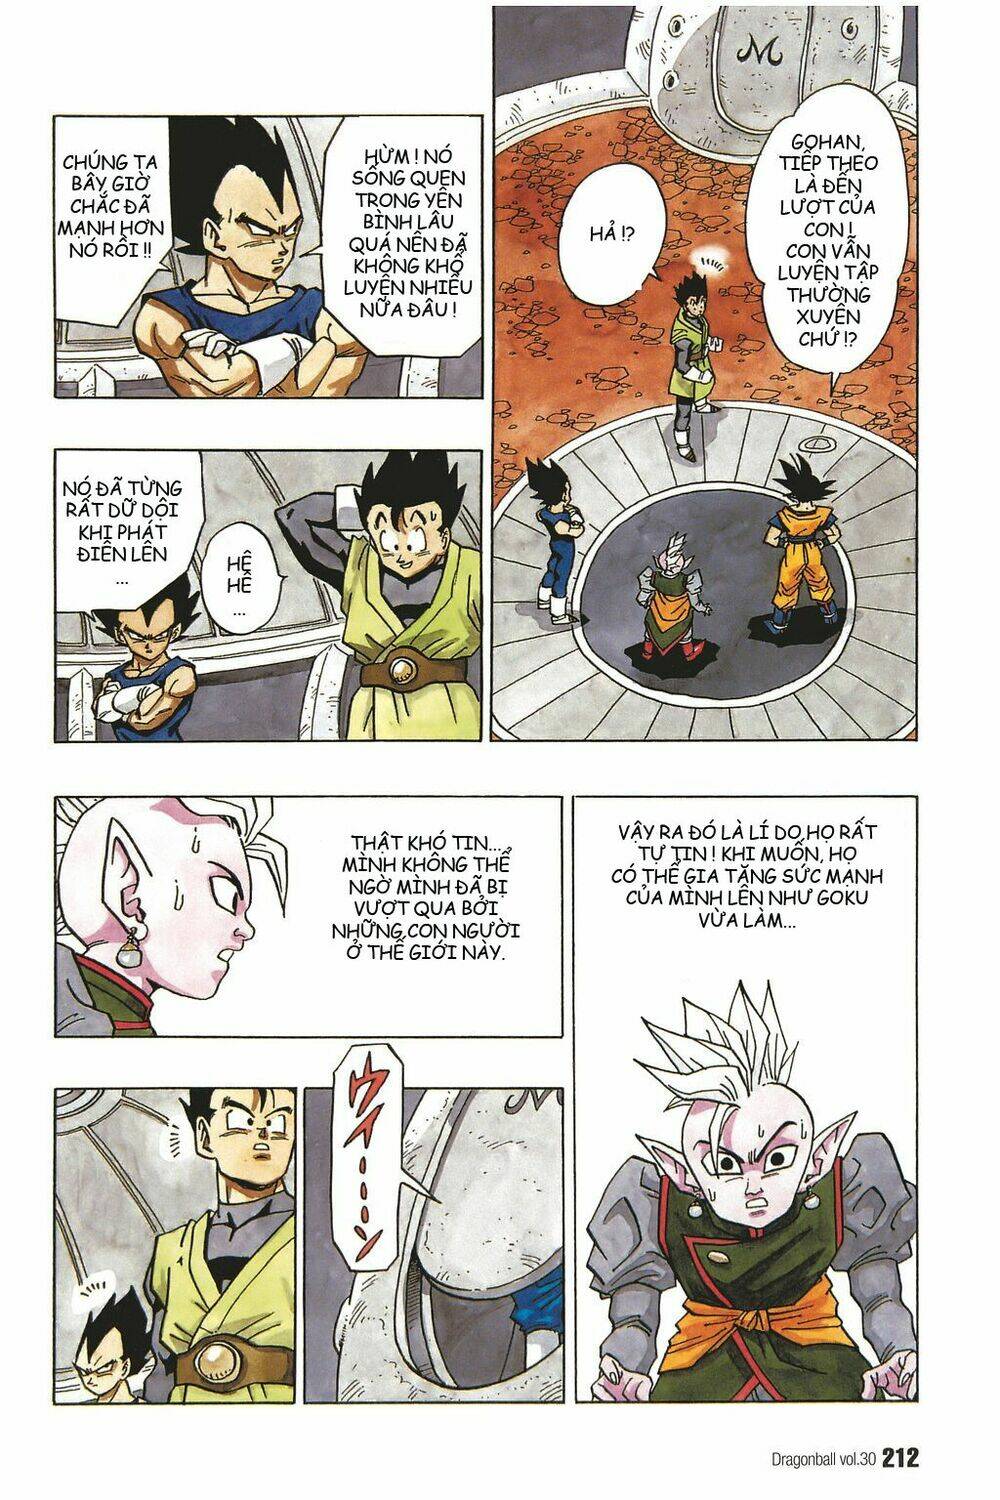 GOHAN,
TIẾP THEO
LÀ ĐẾN
LƯỢT CỦA
CON !
CON VẪN
LUYỆN TẬP
THƯỜNG
XUYÊN
CHỨ !?
HẢ !?
M
HỪM ! NÓ
SỐNG QUEN
TRONG YÊN
BÌNH LÂU
QUÁ NÊN ĐÃ
KHÔNG KHỔ
LUYỆN NHIỀU
NỮA ĐÂU !
CHÚNG TA
BÂY GIỜ
CHẮC ĐÃ
MẠNH HƠN
NÓ RỒI !!
HÊ
HÊ
...
NÓ ĐÃ TỪNG
RẤT DỮ DỘI
KHI PHÁT
ĐIÊN LÊN
...
VẬY RA ĐÓ LÀ LÍ DO HỌ RẤT
TỰ TIN ! KHI MUỐN, HỌ
CÓ THỂ GIA TĂNG SỨC MẠNH
CỦA MÌNH LÊN NHƯ GOKU
VỪA LÀM...
THẬT KHÓ TIN...
MÌNH KHÔNG THỂ
NGỜ MÌNH ĐÃ BỊ
VƯỢT QUA BỞI
NHỮNG CON NGƯỜI
Ở THẾ GIỚI NÀY.
M
ウィ・・・・ン
Dragonball vol.30 212